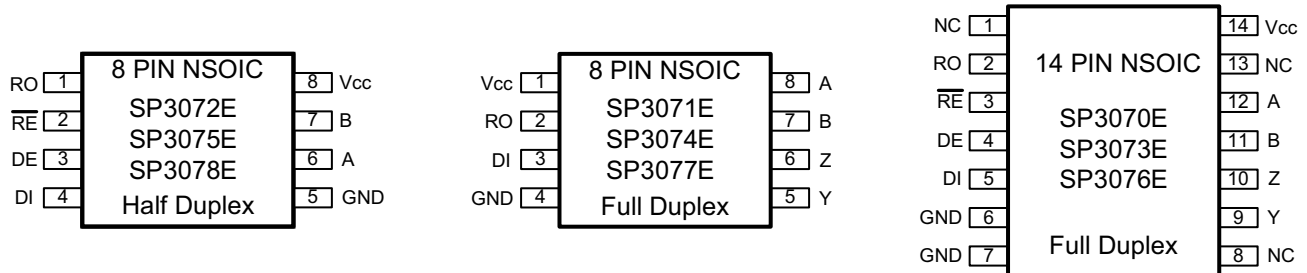 8 PIN NSOIC
SP3072E
SP3075E
SP3078E
Half Duplex
RO 1
RE 2
DE 3
DI 4
8 Vcc
7 B
6 A
5 GND
8 PIN NSOIC
SP3071E
SP3074E
SP3077E
Full Duplex
Vcc 1
RO 2
DI 3
GND 4
8 A
7 B
6 Z
5 Y
14 PIN NSOIC
SP3070E
SP3073E
SP3076E
Full Duplex
NC 1
RO 2
RE 3
DE 4
DI 5
GND 6
GND 7
14 Vcc
13 NC
12 A
11 B
10 Z
9 Y
8 NC